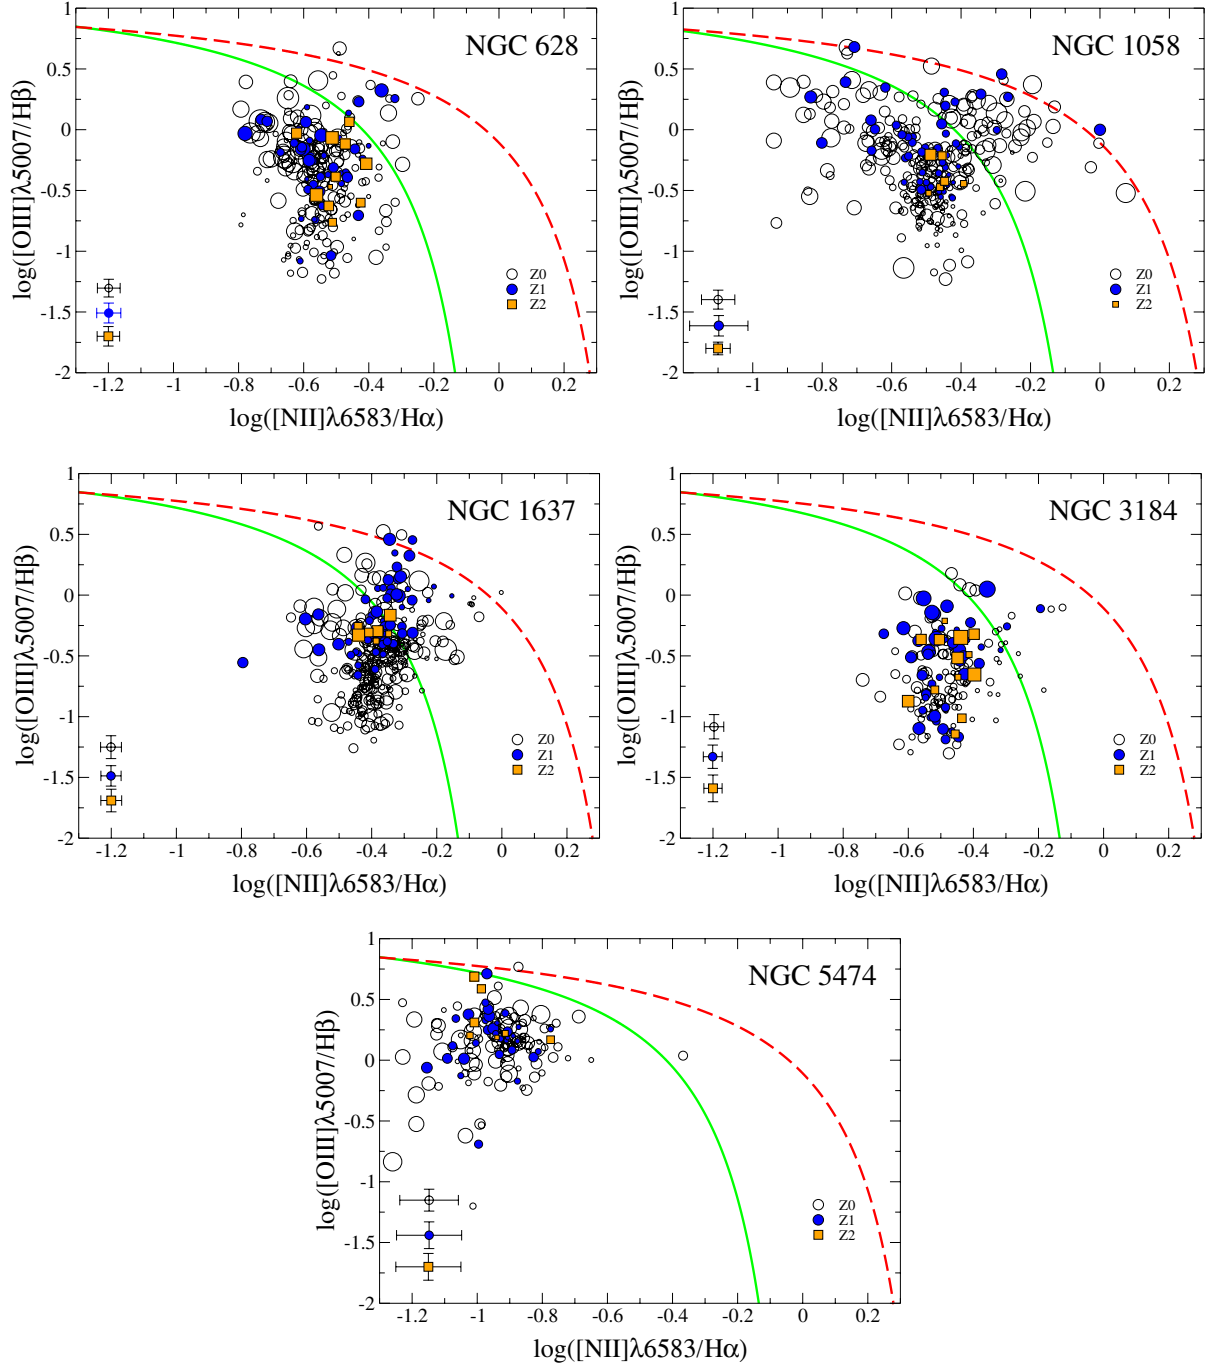 NGC 628
log([OIII]λ5007/Hβ)
1
0.5
0
-0.5
-1
-1.5
-2
Z0
Z1
Z2
-1.2 -1 -0.8 -0.6 -0.4 -0.2 0 0.2
log([NII]λ6583/Hα)
NGC 1058
log([OIII]λ5007/Hβ)
1
0.5
0
-0.5
-1
-1.5
-2
Z0
Z1
Z2
-1 -0.8 -0.6 -0.4 -0.2 0 0.2
log([NII]λ6583/Hα)
NGC 1637
log([OIII]λ5007/Hβ)
1
0.5
0
-0.5
-1
-1.5
-2
Z0
Z1
Z2
-1.2 -1 -0.8 -0.6 -0.4 -0.2 0 0.2
log([NII]λ6583/Hα)
NGC 3184
log([OIII]λ5007/Hβ)
1
0.5
0
-0.5
-1
-1.5
-2
Z0
Z1
Z2
-1.2 -1 -0.8 -0.6 -0.4 -0.2 0 0.2
log([NII]λ6583/Hα)
NGC 5474
log([OIII]λ5007/Hβ)
1
0.5
0
-0.5
-1
-1.5
-2
Z0
Z1
Z2
-1.2 -1 -0.8 -0.6 -0.4 -0.2 0 0.2
log([NII]λ6583/Hα)